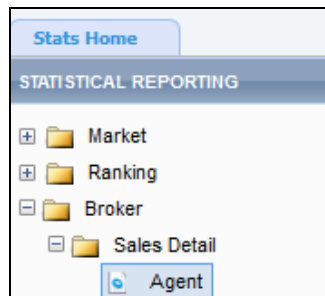 Stats Home
STATISTICAL REPORTING
Market
Ranking
Broker
Sales Detail
Agent